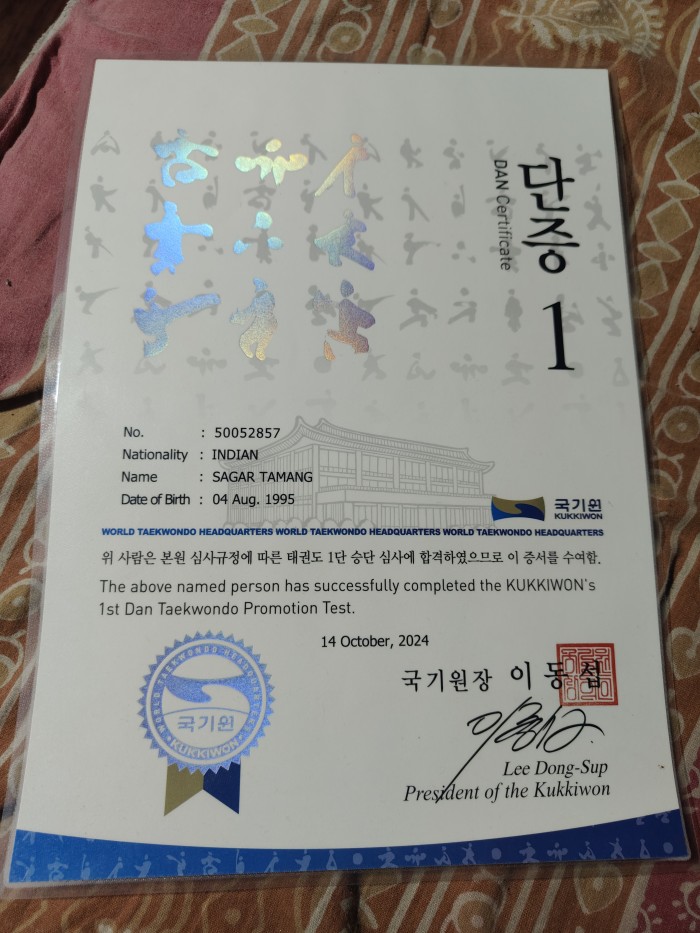 단증
DAN Certificate
1
No. : 50052857
Nationality : INDIAN
Name : SAGAR TAMANG
Date of Birth : 04 Aug. 1995
국기원
KUKKIWON
WORLD TAEKWONDO HEADQUARTERS WORLD TAEKWONDO HEADQUARTERS WORLD TAEKWONDO HEADQUARTERS
위 사람은 본원 심사규정에 따른 태권도 1단 승단 심사에 합격하였으므로 이 증서를 수여함.
The above named person has successfully completed the KUKKIWON's
1st Dan Taekwondo Promotion Test.
14 October, 2024
WORLD TAEKWONDO HEADQUARTERS
국기원
KUKKIWON
국기원장 이동섭
Lee Dong-Sup
President of the Kukkiwon